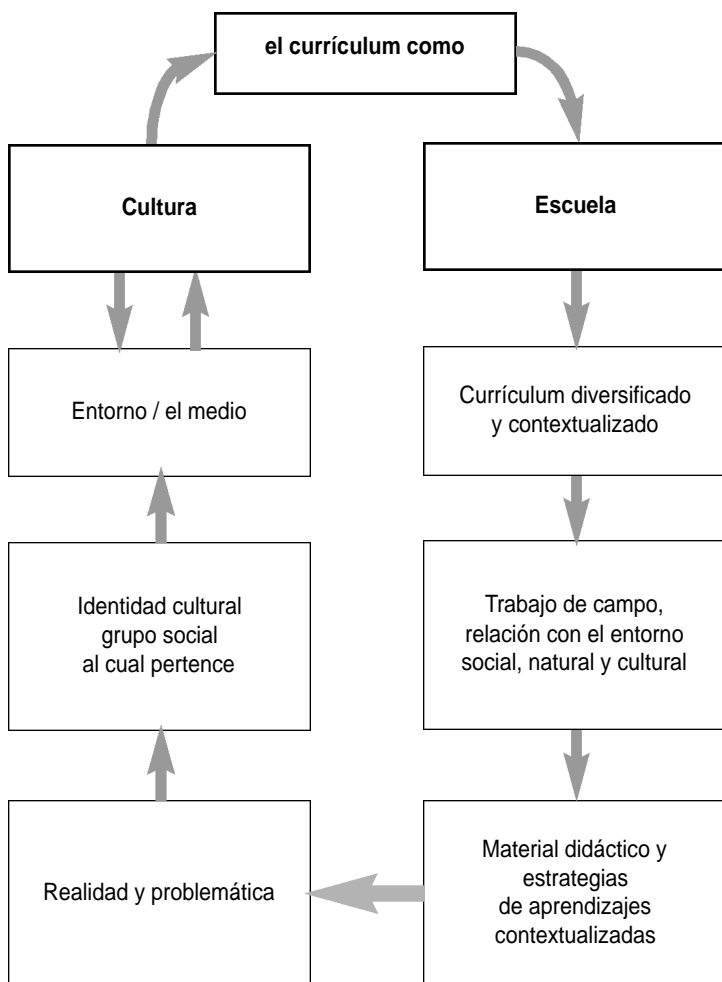 el currículum como
Cultura
Escuela
Entorno / el medio
Currículum diversificado
y contextualizado
Identidad cultural
grupo social
al cual pertence
Trabajo de campo,
relación con el entorno
social, natural y cultural
Realidad y problemática
Material didáctico y
estrategias
de aprendizajes
contextualizadas